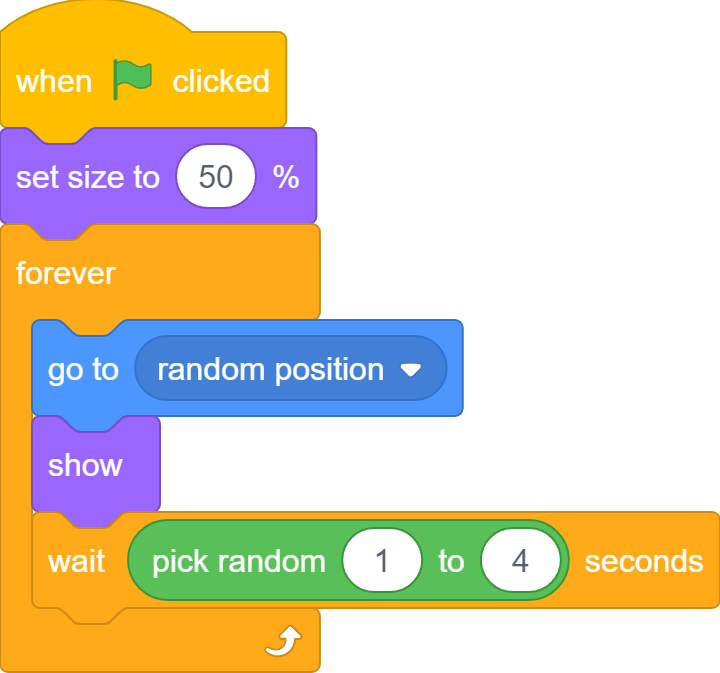 when clicked
set size to 50 %
forever
go to random position
show
wait pick random 1 to 4 seconds